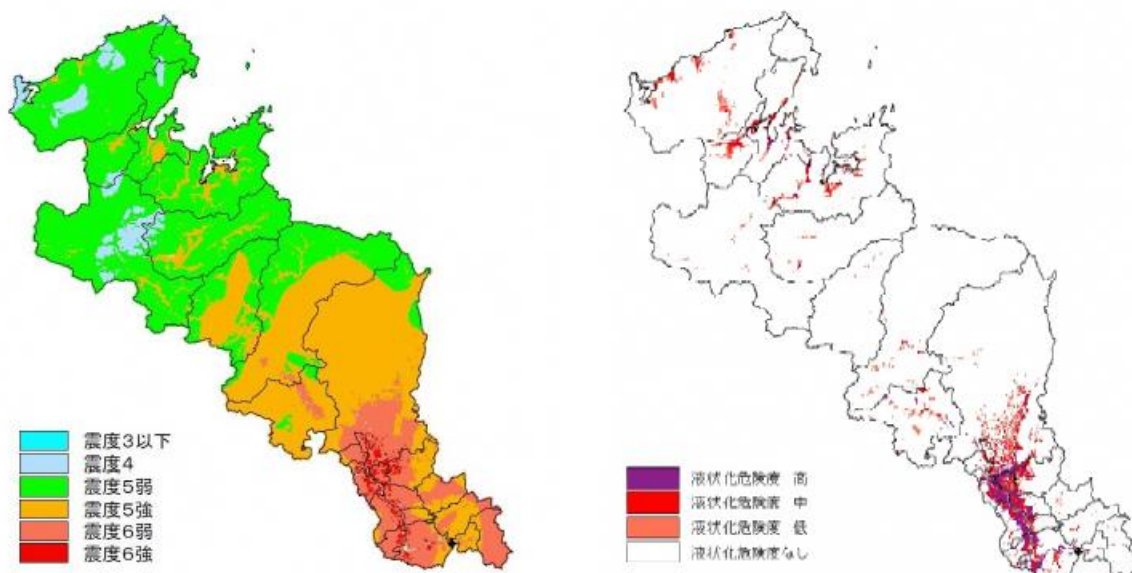 震度3以下
震度4
震度5弱
震度5強
震度6弱
震度6強
液状化危険度 高
液状化危険度 中
液状化危険度 低
液状化危険度なし